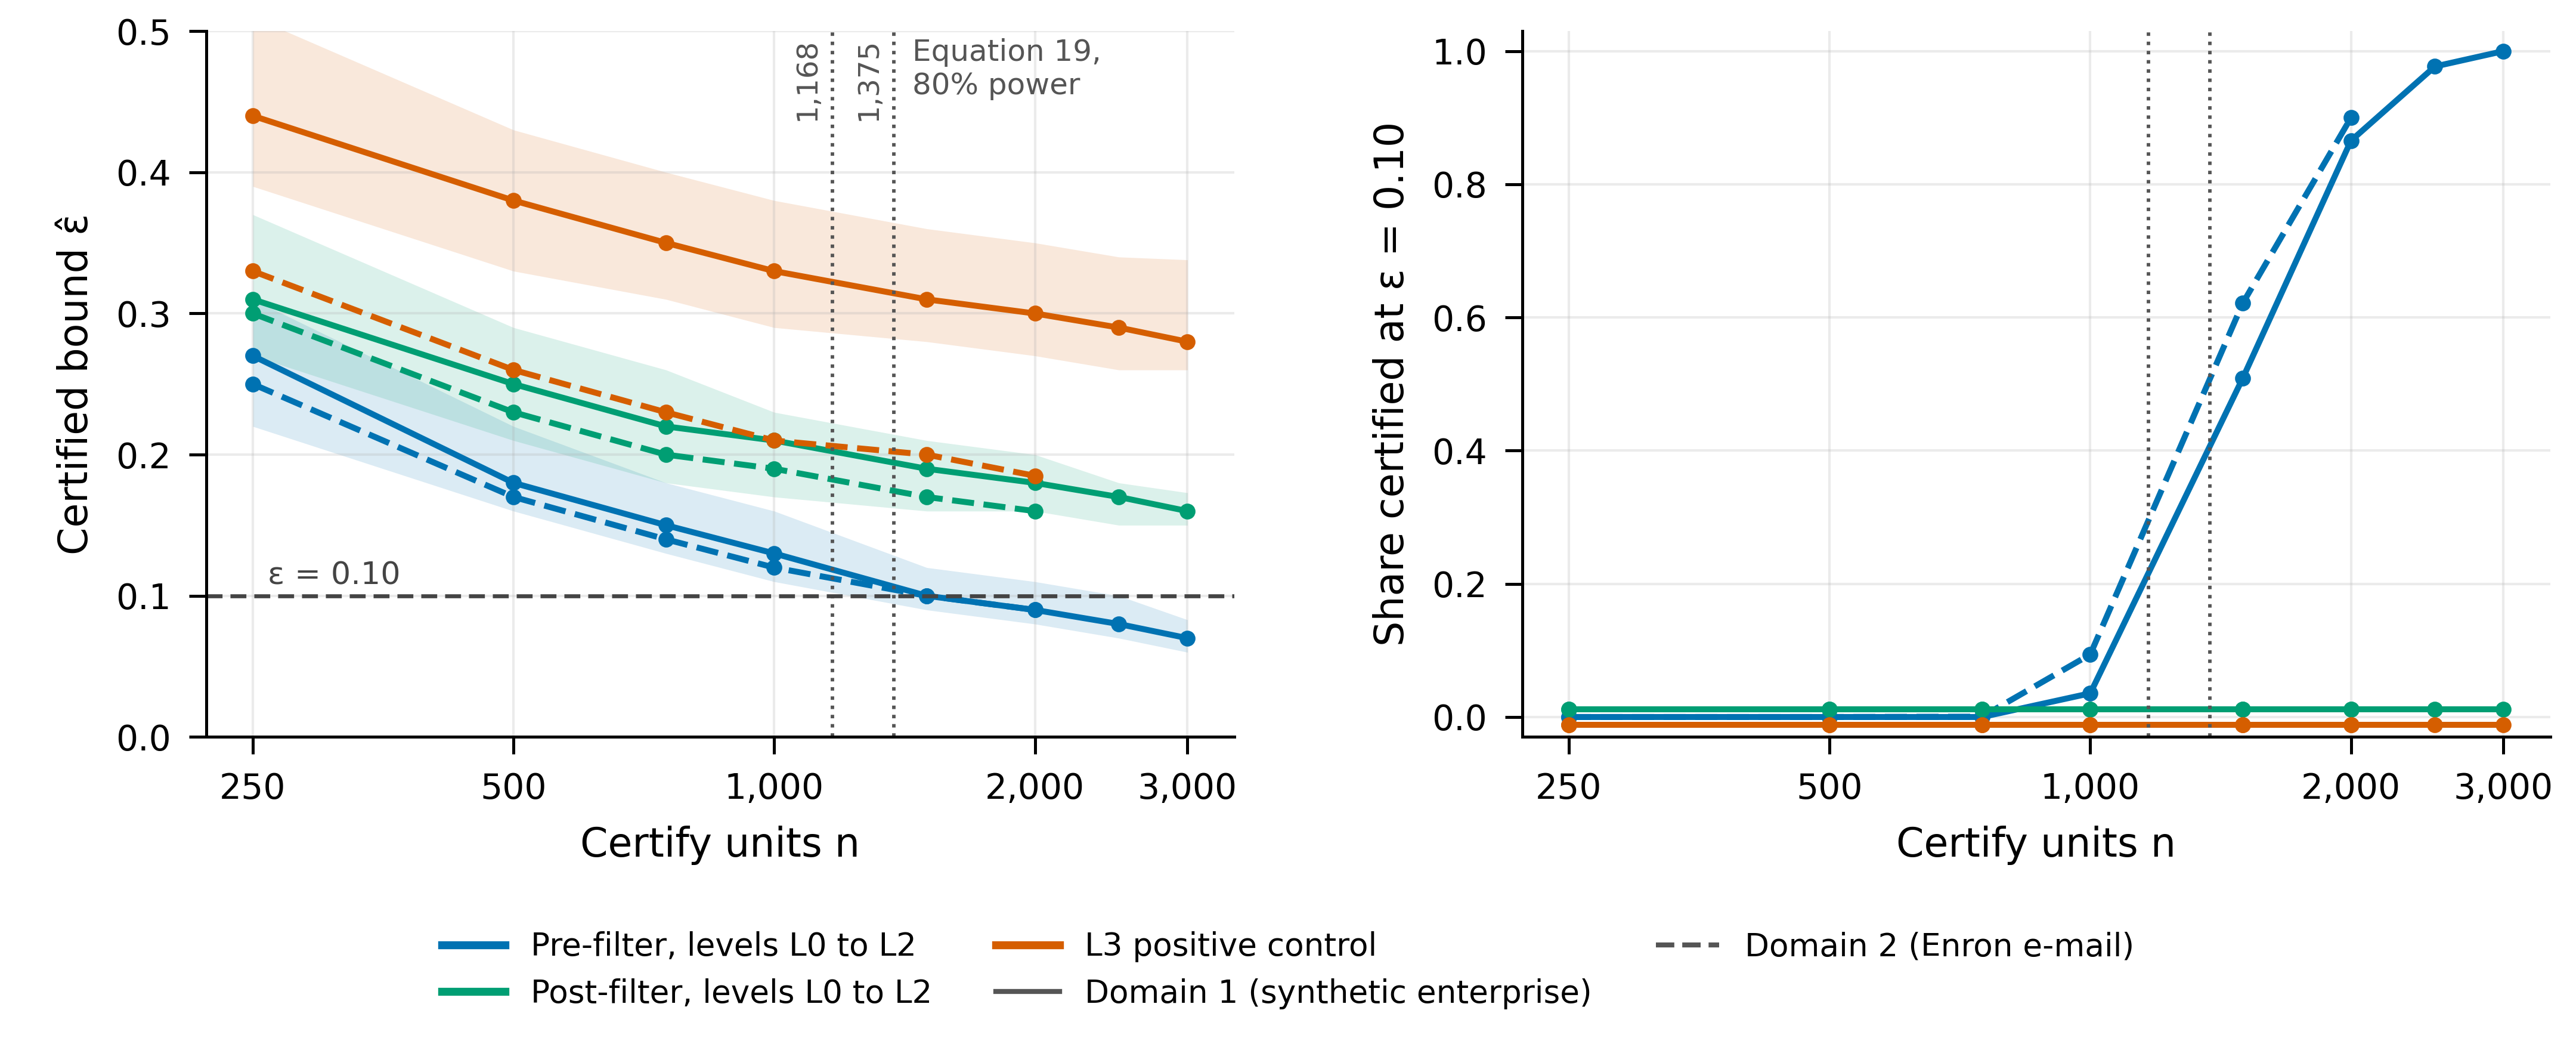 Certified bound ε̂
0.5
0.4
0.3
0.2
0.1
0.0
1,168
1,375
Equation 19,
80% power
ε = 0.10
250
500
1,000
2,000
3,000
Certify units n
Share certified at ε = 0.10
1.0
0.8
0.6
0.4
0.2
0.0
250
500
1,000
2,000
3,000
Certify units n
Pre-filter, levels L0 to L2
Post-filter, levels L0 to L2
L3 positive control
Domain 1 (synthetic enterprise)
Domain 2 (Enron e-mail)